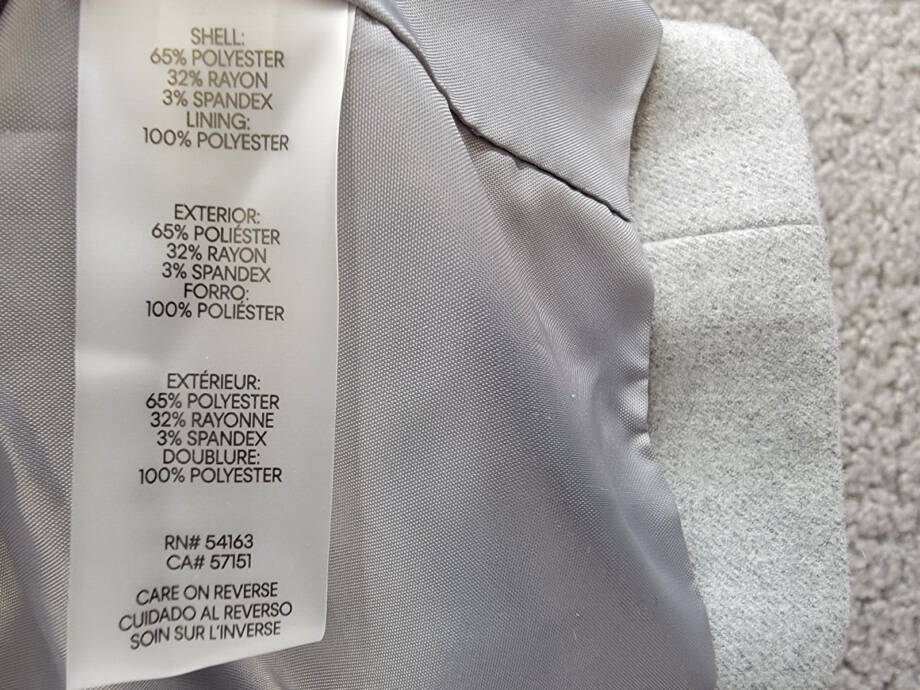 SHELL:
65% POLYESTER
32% RAYON
3% SPANDEX
LINING:
100% POLYESTER
EXTERIOR:
65% POLIÉSTER
32% RAYON
3% SPANDEX
FORRO:
100% POLIÉSTER
EXTÉRIEUR:
65% POLYESTER
32% RAYONNE
3% SPANDEX
DOUBLURE:
100% POLYESTER
RN# 54163
CA# 57151
CARE ON REVERSE
CUIDADO AL REVERSO
SOIN SUR L'INVERSE